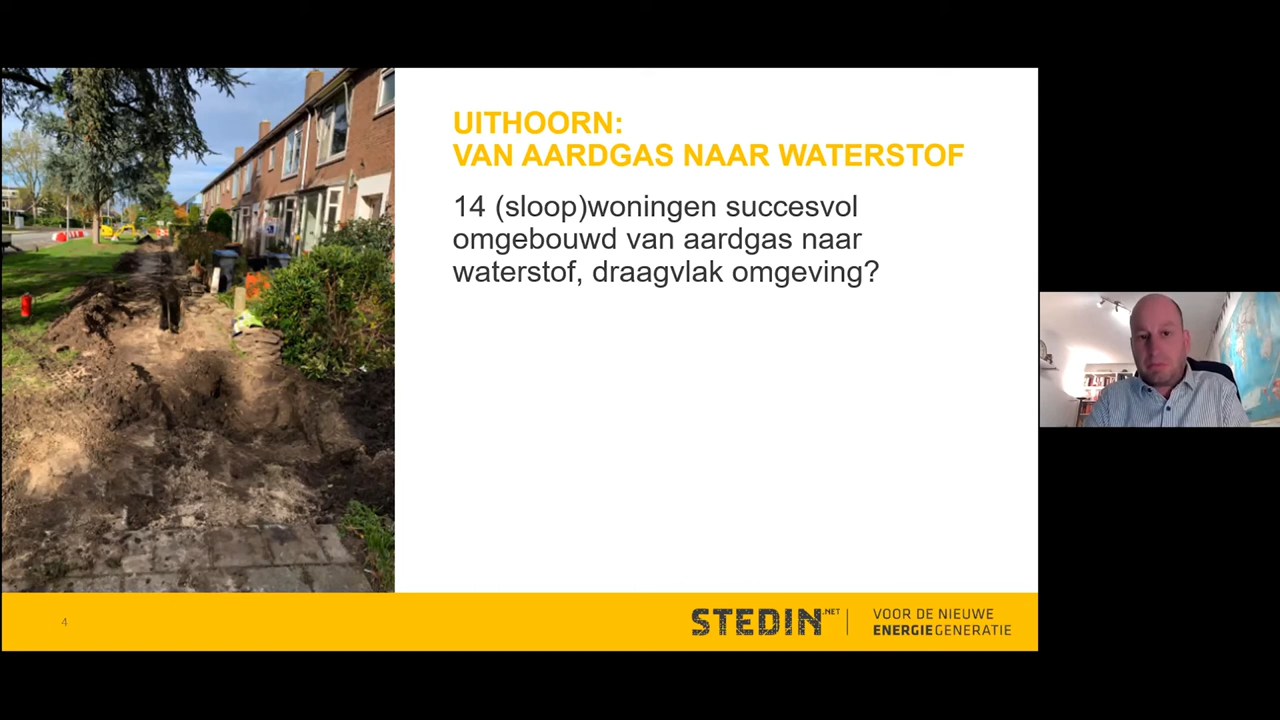 UITHOORN:
VAN AARDGAS NAAR WATERSTOF
14 (sloop)woningen succesvol
omgebouwd van aardgas naar
waterstof, draagvlak omgeving?
4
STEDIN.NET
VOOR DE NIEUWE
ENERGIEGENERATIE